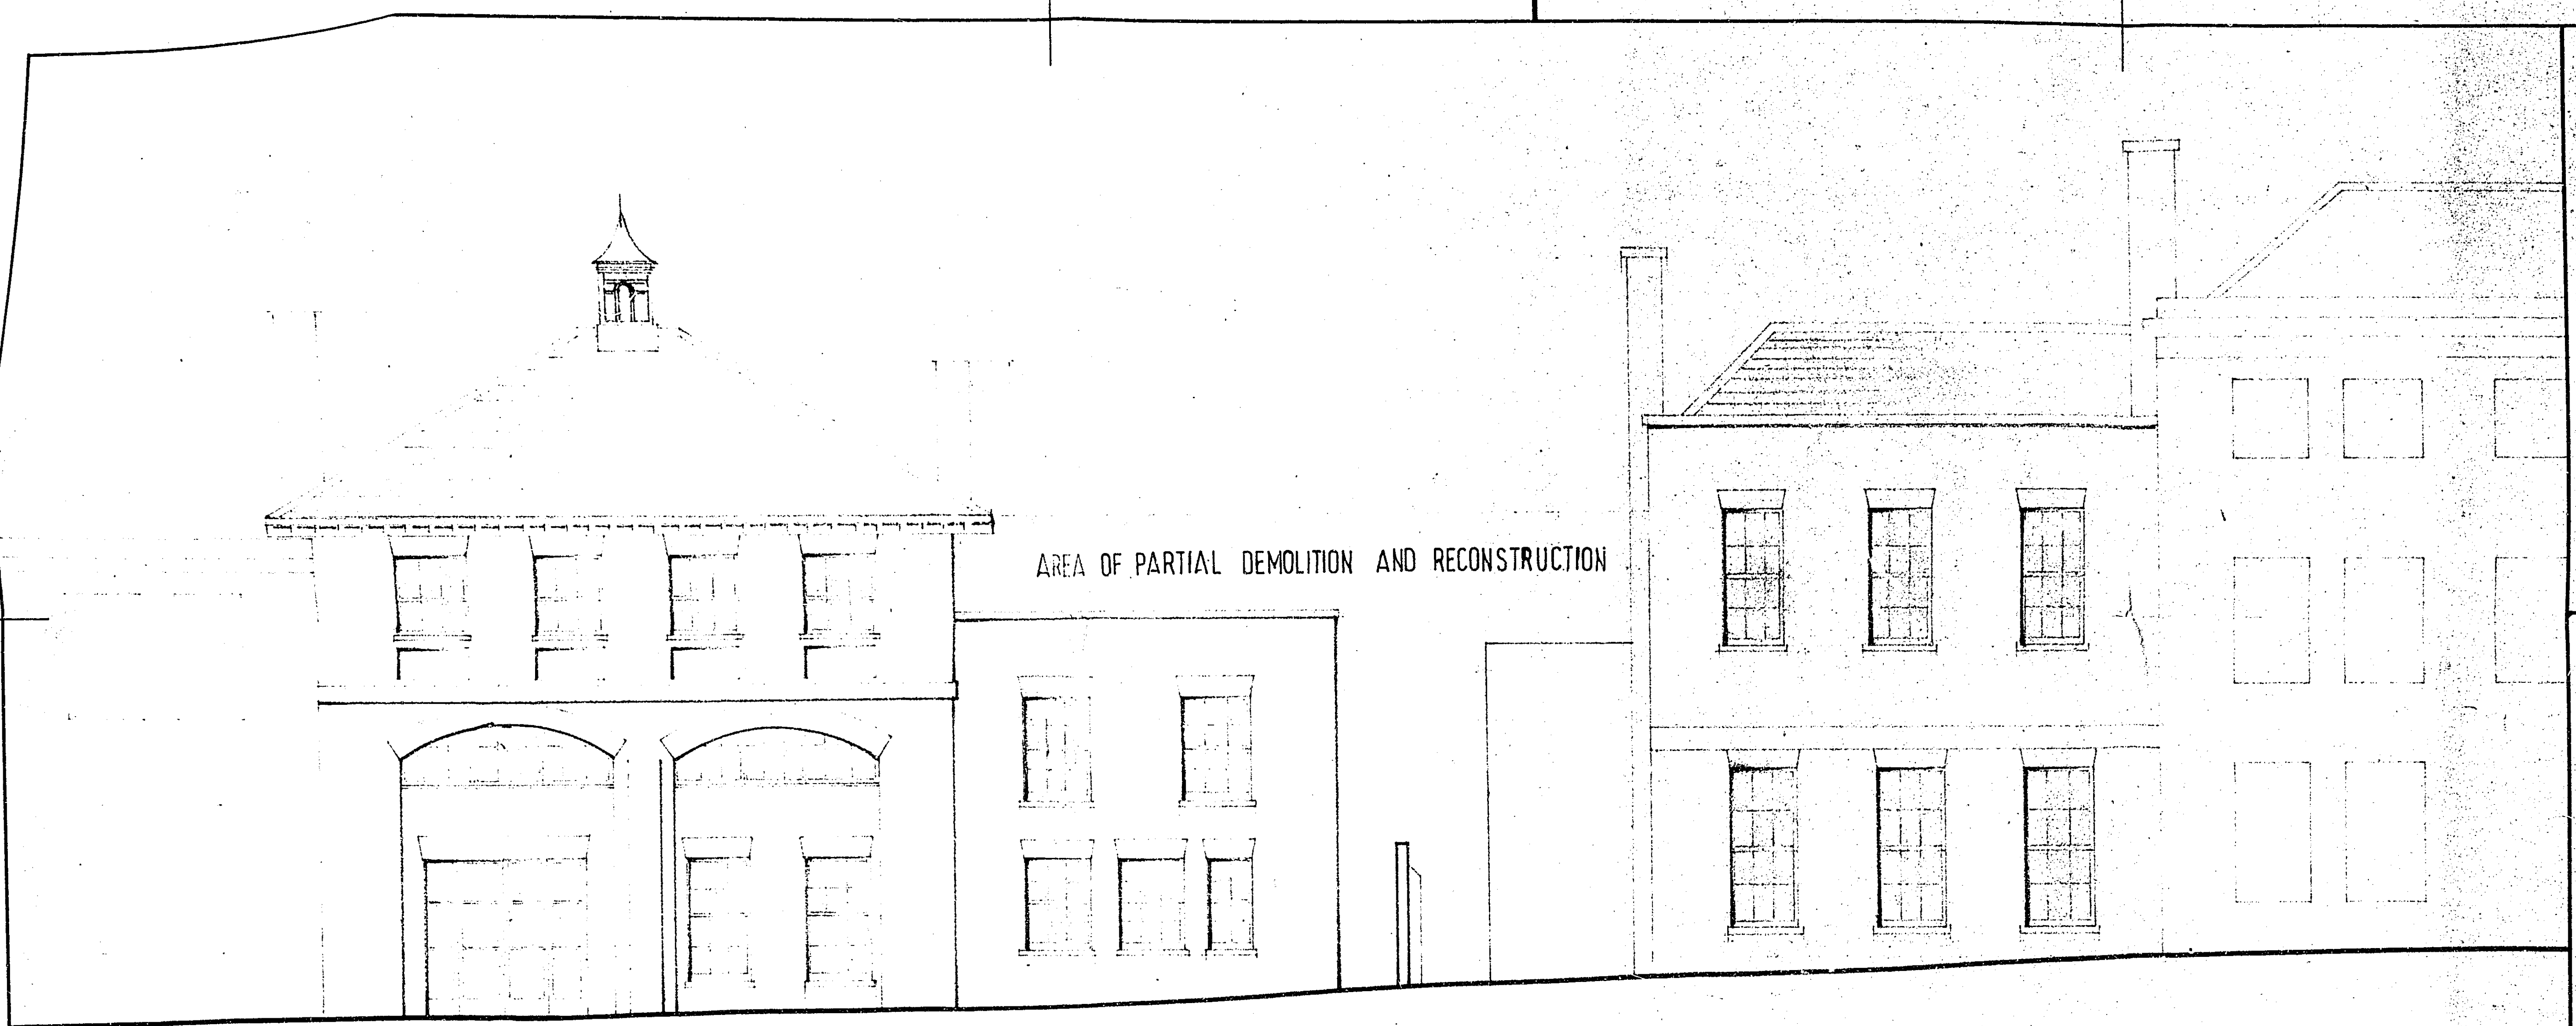 AREA OF PARTIAL DEMOLITION AND RECONSTRUCTION